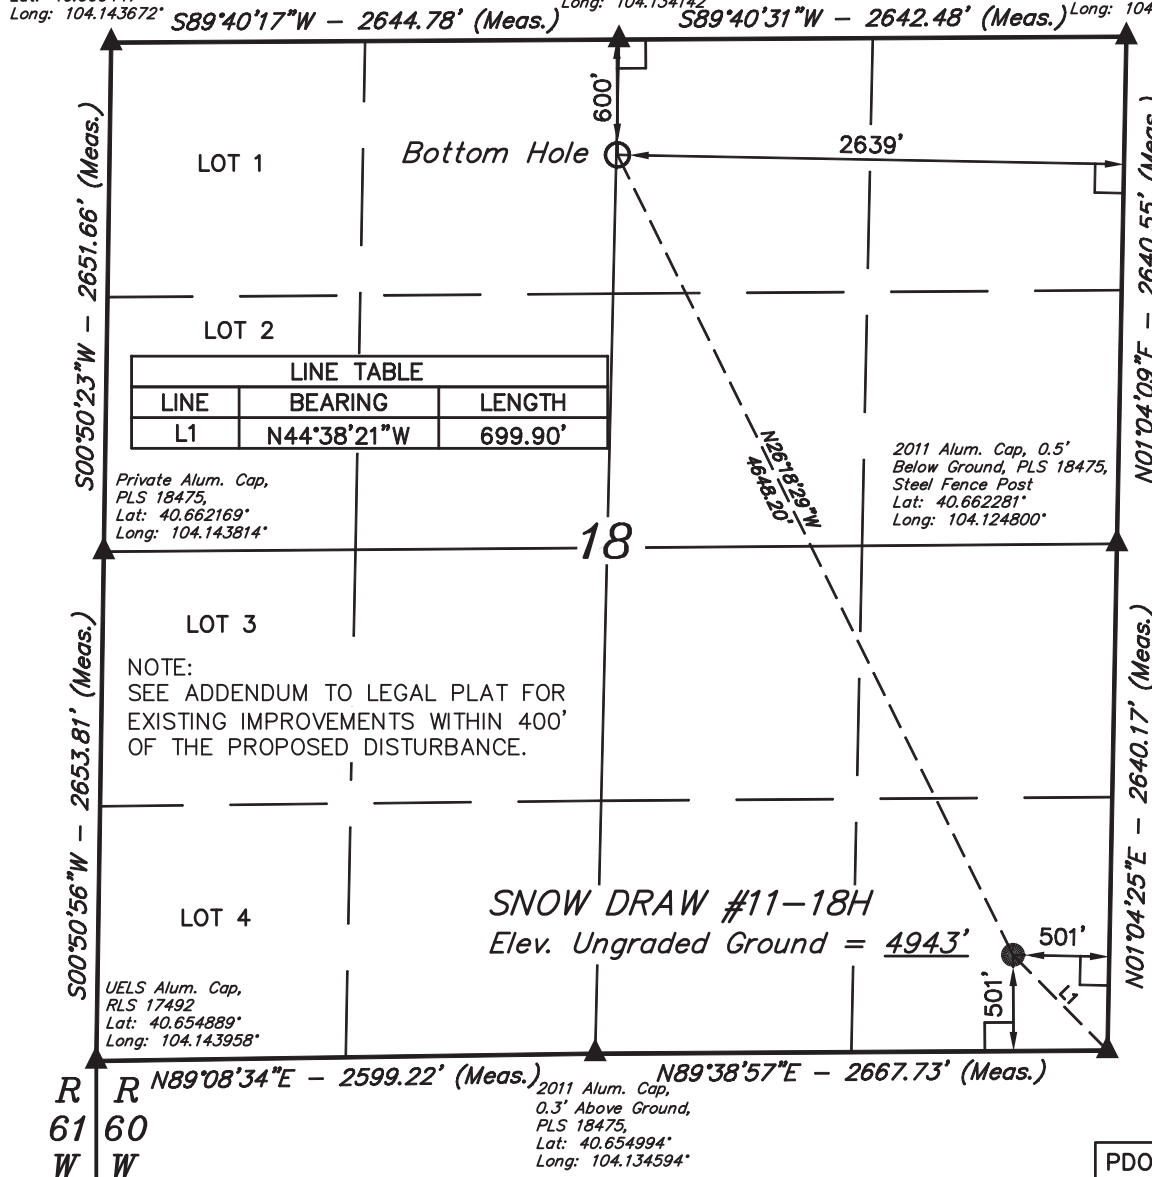 Long: 104.143672°
S89°40'17"W – 2644.78' (Meas.)
S89°40'31"W – 2642.48' (Meas.)
Long: 104
S00°50'23"W – 2651.66' (Meas.)
600'
LOT 1
Bottom Hole
2639'
N01°04'09"E – 2640.55' (Meas.)
LOT 2
LINE TABLE
LINE BEARING LENGTH
L1 N44°38'21"W 699.90'
N26°18'29"W
4648.20'
2011 Alum. Cap, 0.5'
Below Ground, PLS 18475,
Steel Fence Post
Lat: 40.662281°
Long: 104.124800°
Private Alum. Cap,
PLS 18475,
Lat: 40.662169°
Long: 104.143814°
18
LOT 3
NOTE:
SEE ADDENDUM TO LEGAL PLAT FOR
EXISTING IMPROVEMENTS WITHIN 400'
OF THE PROPOSED DISTURBANCE.
S00°50'56"W – 2653.81' (Meas.)
N01°04'25"E – 2640.17' (Meas.)
LOT 4
SNOW DRAW #11–18H
Elev. Ungraded Ground = 4943'
501'
501'
L1
UELS Alum. Cap,
RLS 17492
Lat: 40.654889°
Long: 104.143958°
N89°08'34"E – 2599.22' (Meas.)
N89°38'57"E – 2667.73' (Meas.)
2011 Alum. Cap,
0.3' Above Ground,
PLS 18475,
Lat: 40.654994°
Long: 104.134594°
R R
61 60
W W
PDO